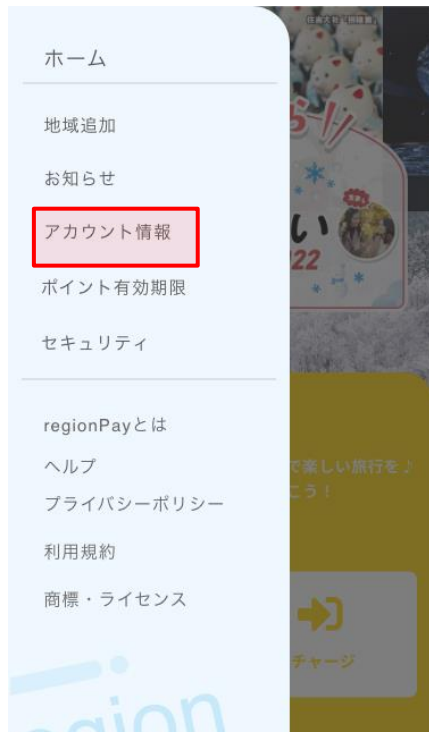 ホーム
地域追加
お知らせ
アカウント情報
ポイント有効期限
セキュリティ
regionPayとは
ヘルプ
プライバシーポリシー
利用規約
商標・ライセンス
region
い
22
で楽しい旅行を♪
こう！
チャージ